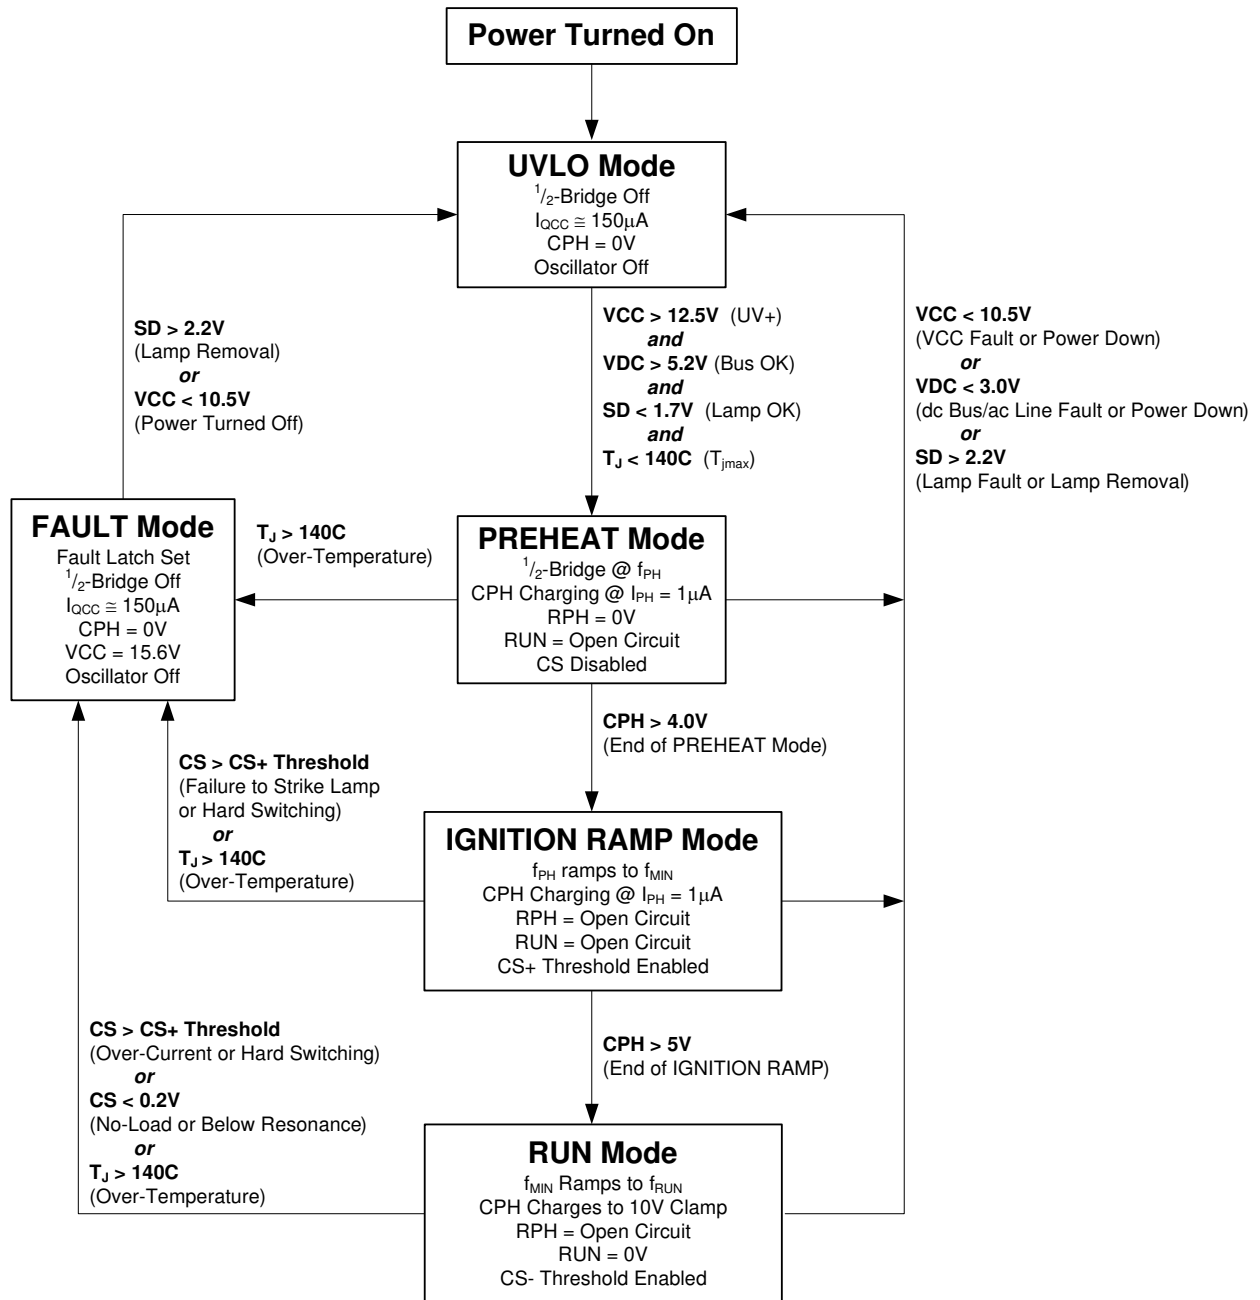 Power Turned On
UVLO Mode
1/2-Bridge Off
IQCC ≅ 150μA
CPH = 0V
Oscillator Off
SD > 2.2V
(Lamp Removal)
or
VCC < 10.5V
(Power Turned Off)
VCC > 12.5V (UV+)
and
VDC > 5.2V (Bus OK)
and
SD < 1.7V (Lamp OK)
and
TJ < 140C (Tjmax)
VCC < 10.5V
(VCC Fault or Power Down)
or
VDC < 3.0V
(dc Bus/ac Line Fault or Power Down)
or
SD > 2.2V
(Lamp Fault or Lamp Removal)
FAULT Mode
Fault Latch Set
1/2-Bridge Off
IQCC ≅ 150μA
CPH = 0V
VCC = 15.6V
Oscillator Off
TJ > 140C
(Over-Temperature)
PREHEAT Mode
1/2-Bridge @ fPH
CPH Charging @ IPH = 1μA
RPH = 0V
RUN = Open Circuit
CS Disabled
CPH > 4.0V
(End of PREHEAT Mode)
CS > CS+ Threshold
(Failure to Strike Lamp
or Hard Switching)
or
TJ > 140C
(Over-Temperature)
IGNITION RAMP Mode
fPH ramps to fMIN
CPH Charging @ IPH = 1μA
RPH = Open Circuit
RUN = Open Circuit
CS+ Threshold Enabled
CPH > 5V
(End of IGNITION RAMP)
CS > CS+ Threshold
(Over-Current or Hard Switching)
or
CS < 0.2V
(No-Load or Below Resonance)
or
TJ > 140C
(Over-Temperature)
RUN Mode
fMIN Ramps to fRUN
CPH Charges to 10V Clamp
RPH = Open Circuit
RUN = 0V
CS- Threshold Enabled